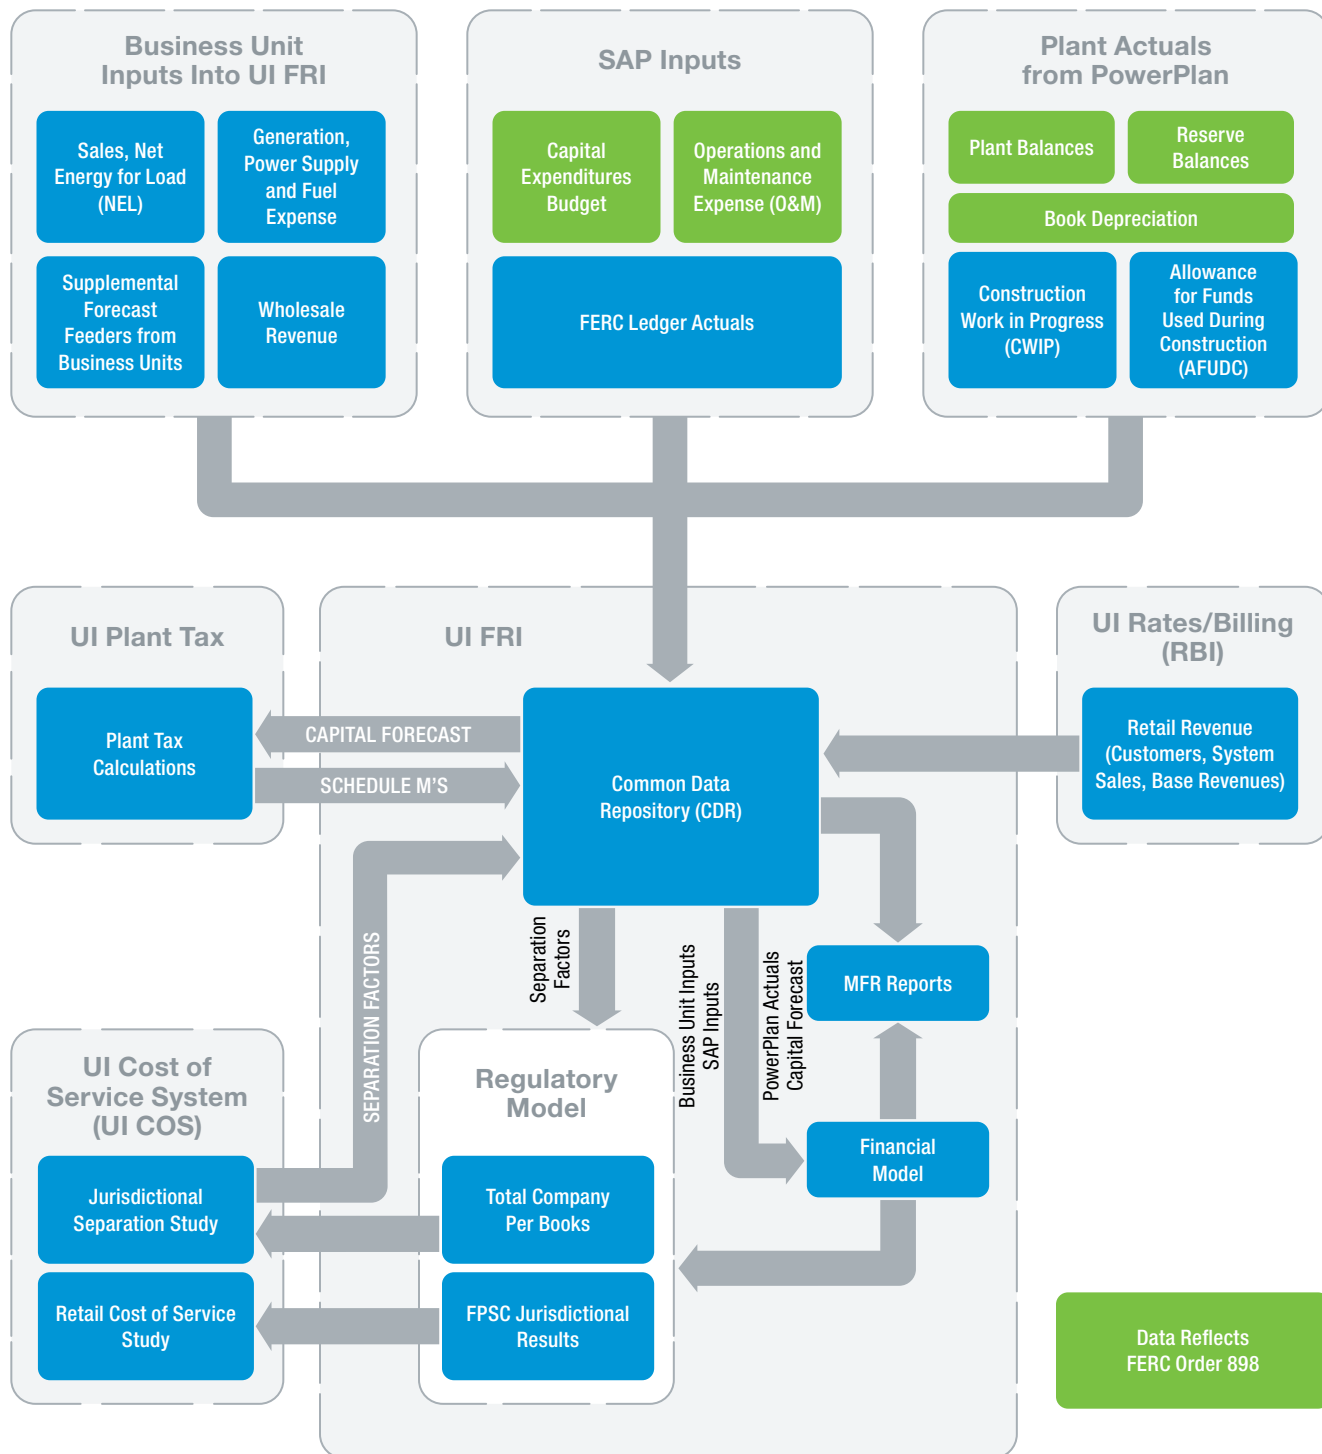 Business Unit
Inputs Into UI FRI
Sales, Net
Energy for Load
(NEL)
Generation,
Power Supply
and Fuel
Expense
Supplemental
Forecast
Feeders from
Business Units
Wholesale
Revenue
SAP Inputs
Capital
Expenditures
Budget
Operations and
Maintenance
Expense (O&M)
FERC Ledger Actuals
Plant Actuals
from PowerPlan
Plant Balances
Reserve
Balances
Book Depreciation
Construction
Work in Progress
(CWIP)
Allowance
for Funds
Used During
Construction
(AFUDC)
UI Plant Tax
Plant Tax
Calculations
UI FRI
CAPITAL FORECAST
SCHEDULE M'S
Common Data
Repository (CDR)
UI Rates/Billing
(RBI)
Retail Revenue
(Customers, System
Sales, Base Revenues)
SEPARATION FACTORS
Separation
Factors
Business Unit Inputs
SAP Inputs
PowerPlan Actuals
Capital Forecast
MFR Reports
Financial
Model
UI Cost of
Service System
(UI COS)
Jurisdictional
Separation Study
Retail Cost of Service
Study
Regulatory
Model
Total Company
Per Books
FPSC Jurisdictional
Results
Data Reflects
FERC Order 898